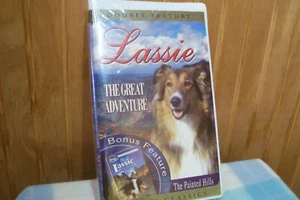 DOUBLE FEATURE
Lassie
THE GREAT
ADVENTURE
Bonus Feature
Lassie
The Painted Hills
CLASSICS